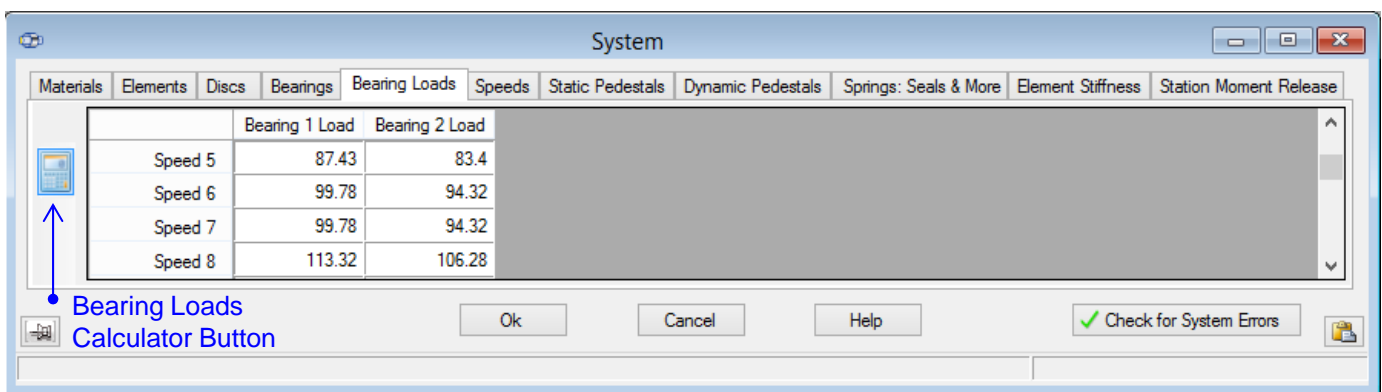 System
Materials Elements Discs Bearings Bearing Loads Speeds Static Pedestals Dynamic Pedestals Springs: Seals & More Element Stiffness Station Moment Release
Bearing 1 Load Bearing 2 Load
Speed 5 87.43 83.4
Speed 6 99.78 94.32
Speed 7 99.78 94.32
Speed 8 113.32 106.28
Bearing Loads
Calculator Button
Ok Cancel Help Check for System Errors